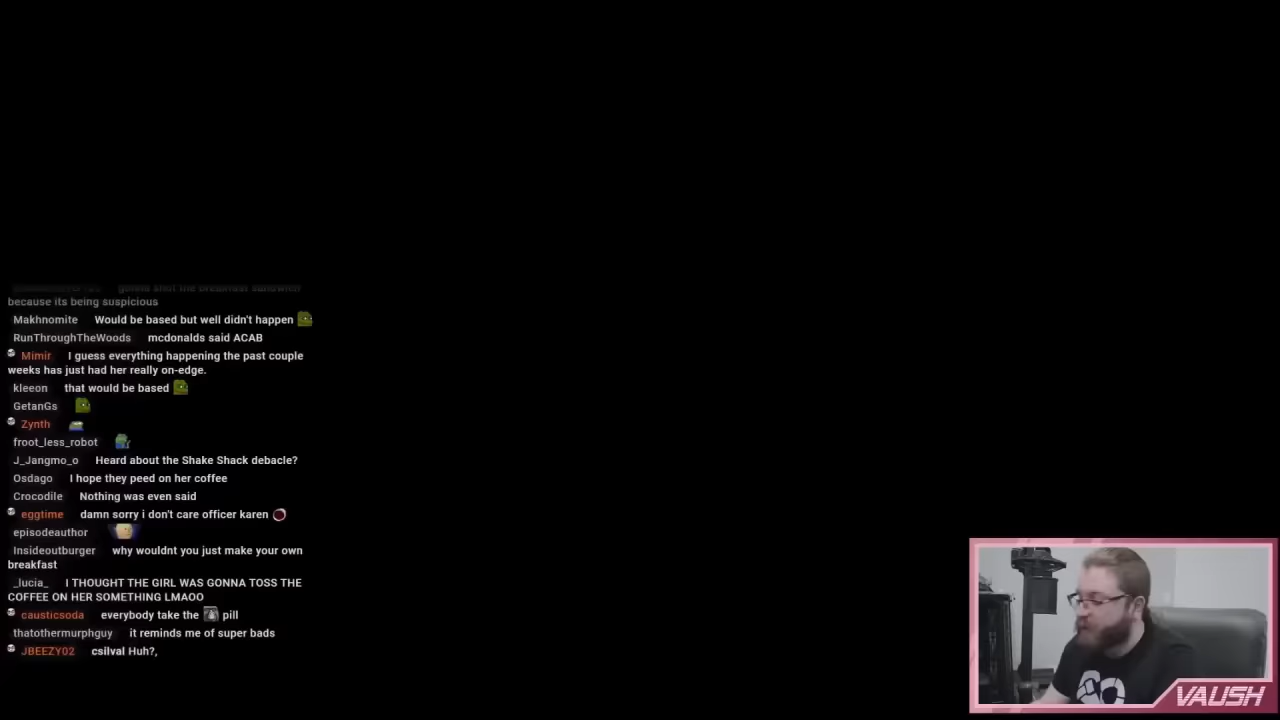 because its being suspicious
Makhnomite Would be based but well didn't happen
RunThroughTheWoods mcdonalds said ACAB
Mimir I guess everything happening the past couple
weeks has just had her really on-edge.
kleeon that would be based
GetanGs
Zynth
froot_less_robot
J_Jangmo_o Heard about the Shake Shack debacle?
Osdago I hope they peed on her coffee
Crocodile Nothing was even said
eggtime damn sorry i don't care officer karen
episodeauthor
Insideoutburger why wouldnt you just make your own
breakfast
_lucia_ I THOUGHT THE GIRL WAS GONNA TOSS THE
COFFEE ON HER SOMETHING LMAOO
causticsoda everybody take the pill
thatothermurphguy it reminds me of super bads
JBEEZY02 csilval Huh?,
VAUSH